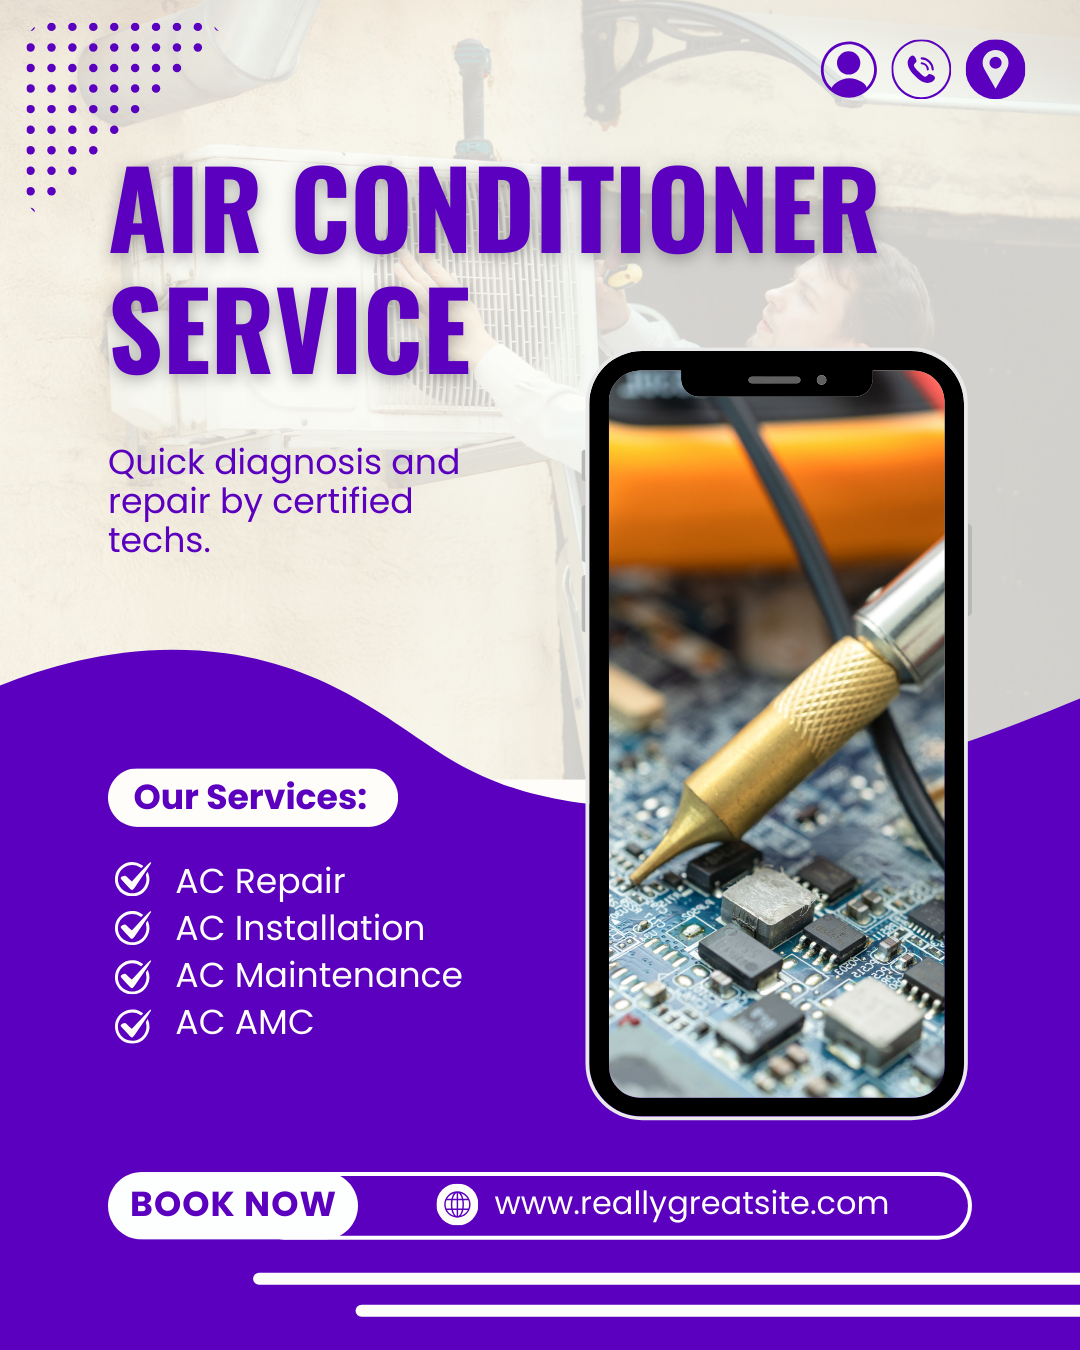 AIR CONDITIONER
SERVICE
Quick diagnosis and
repair by certified
techs.
Our Services:
AC Repair
AC Installation
AC Maintenance
AC AMC
BOOK NOW
www.reallygreatsite.com